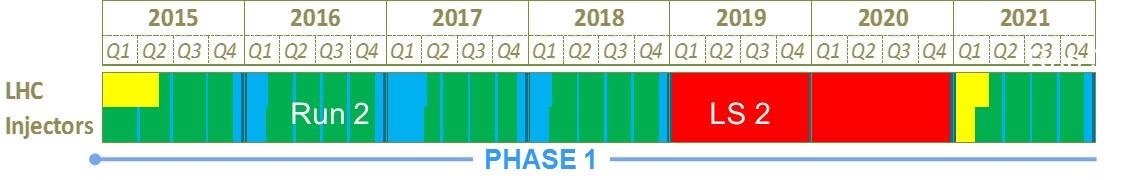 2015 2016 2017 2018 2019 2020 2021
Q1 Q2 Q3 Q4 Q1 Q2 Q3 Q4 Q1 Q2 Q3 Q4 Q1 Q2 Q3 Q4 Q1 Q2 Q3 Q4 Q1 Q2 Q3 Q4 Q1 Q2 Q3 Q4
LHC
Injectors
Run 2
LS 2
PHASE 1